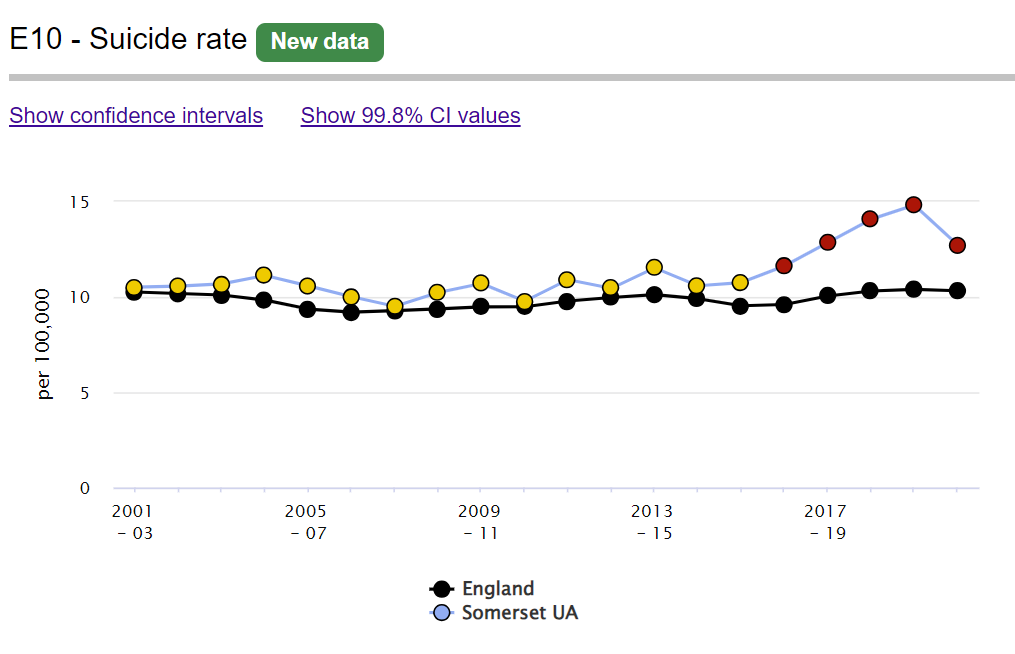 E10 - Suicide rate New data
Show confidence intervals Show 99.8% CI values
15
10
5
0
per 100,000
2001 2005 2009 2013 2017
– 03 – 07 – 11 – 15 – 19
England
Somerset UA